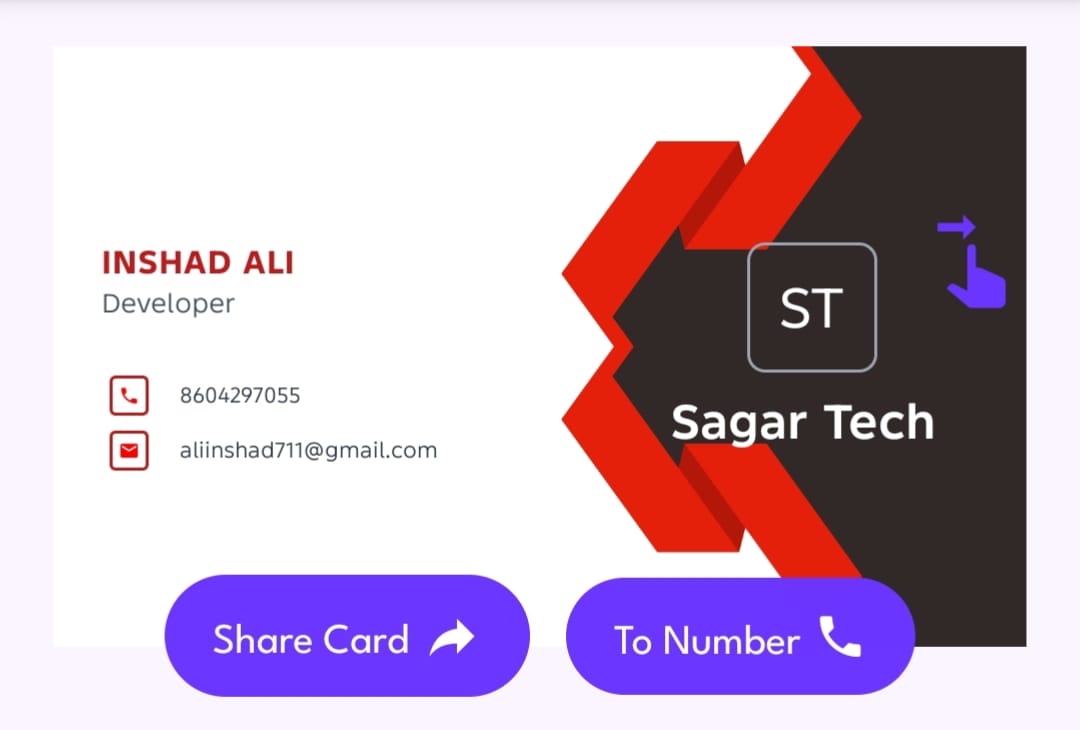 INSHAD ALI
Developer
8604297055
aliinshad711@gmail.com
ST
Sagar Tech
Share Card
To Number